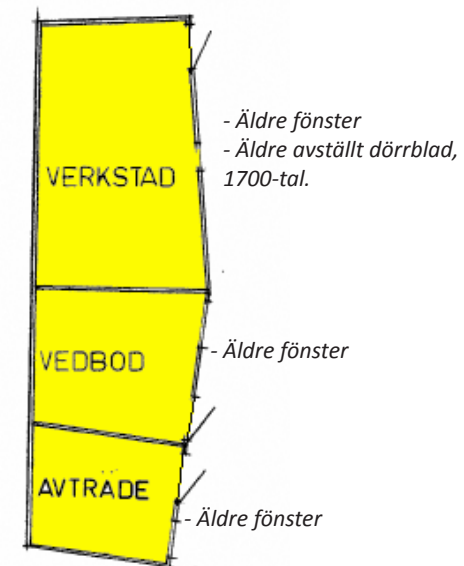 - Äldre fönster
- Äldre avställt dörrblad,
1700-tal.
VERKSTAD
- Äldre fönster
VEDBOD
AVTRÄDE
- Äldre fönster